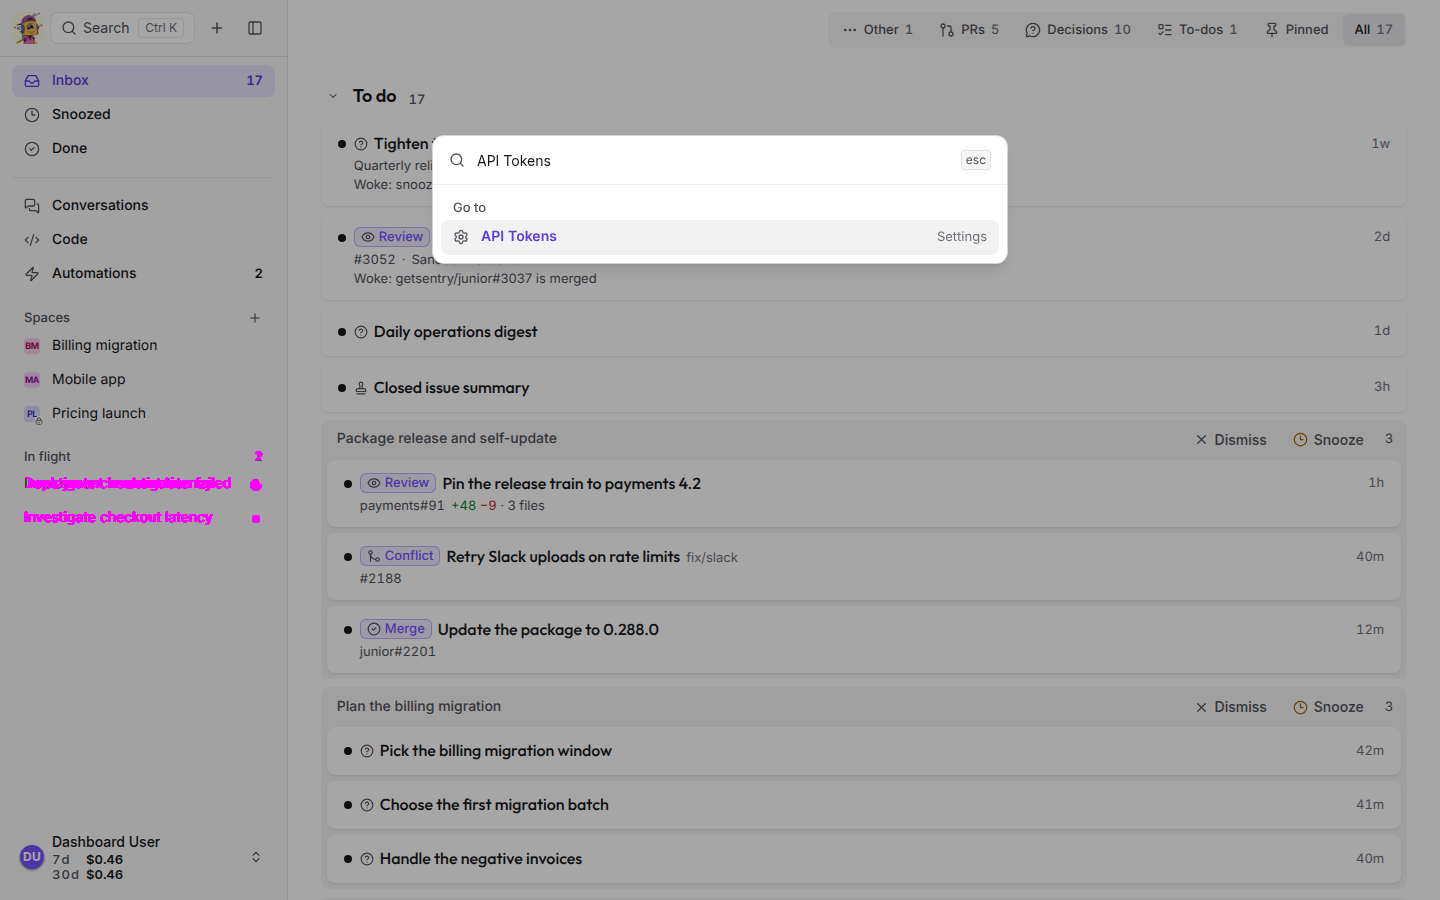 Search Ctrl K
Inbox 17
Snoozed
Done
Conversations
Code
Automations 2
Spaces
BM Billing migration
MA Mobile app
PL Pricing launch
In flight
Investigate checkout latency
DU Dashboard User
7d $0.46
30d $0.46
Other 1 PRs 5 Decisions 10 To-dos 1 Pinned All 17
To do 17
Tighten 1w
Quarterly
Woke:
API Tokens esc
Go to
API Tokens Settings
Review 2d
#3052 ·
Woke: getsentry/junior#3037 is merged
Daily operations digest 1d
Closed issue summary 3h
Package release and self-update Dismiss Snooze 3
Review Pin the release train to payments 4.2 1h
payments#91 +48 −9 · 3 files
Conflict Retry Slack uploads on rate limits fix/slack 40m
#2188
Merge Update the package to 0.288.0 12m
junior#2201
Plan the billing migration Dismiss Snooze 3
Pick the billing migration window 42m
Choose the first migration batch 41m
Handle the negative invoices 40m